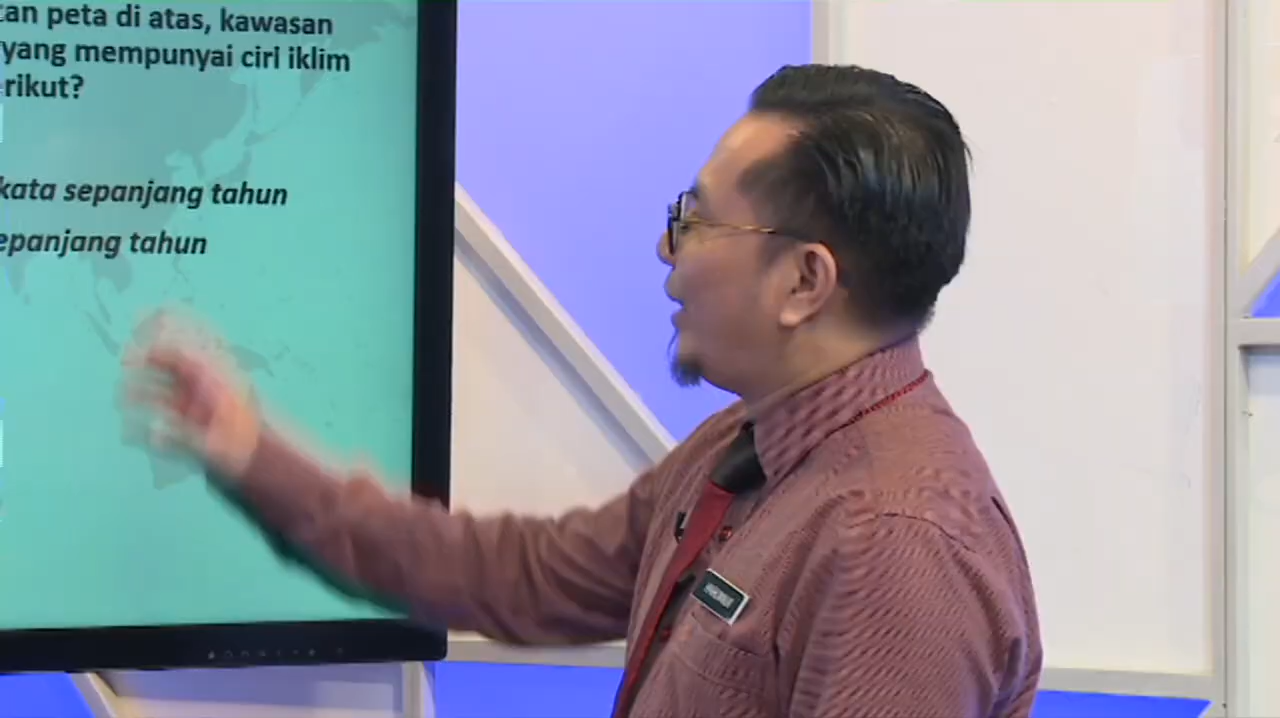 tan peta di atas, kawasan
yang mempunyai ciri iklim
rikut?
kata sepanjang tahun
epanjang tahun